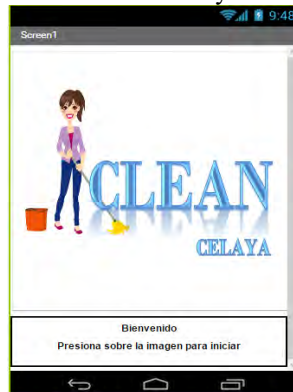 9:48
Screen1
CLEAN
CELAYA
Bienvenido
Presiona sobre la imagen para iniciar